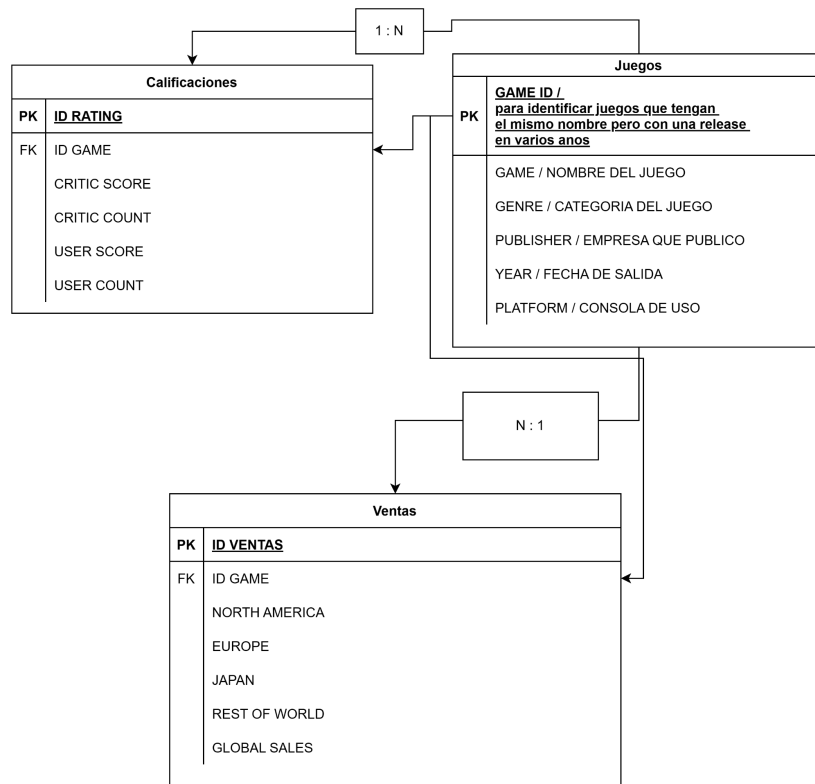 1 : N
Calificaciones
PK ID RATING
FK ID GAME
CRITIC SCORE
CRITIC COUNT
USER SCORE
USER COUNT
Juegos
PK
GAME ID /
para identificar juegos que tengan
el mismo nombre pero con una release
en varios anos
GAME / NOMBRE DEL JUEGO
GENRE / CATEGORIA DEL JUEGO
PUBLISHER / EMPRESA QUE PUBLICO
YEAR / FECHA DE SALIDA
PLATFORM / CONSOLA DE USO
N : 1
Ventas
PK ID VENTAS
FK ID GAME
NORTH AMERICA
EUROPE
JAPAN
REST OF WORLD
GLOBAL SALES